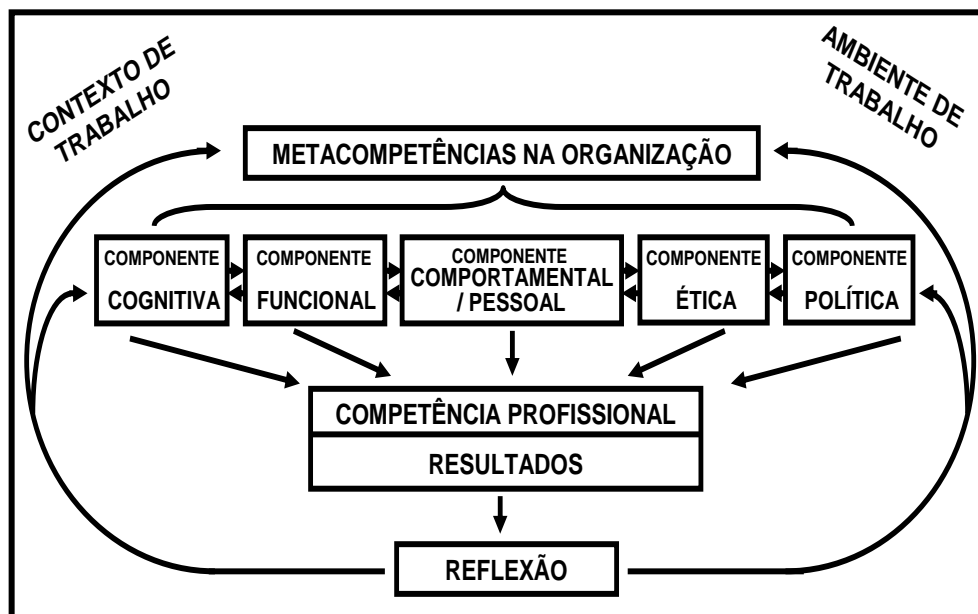 CONTEXTO DE
TRABALHO
AMBIENTE DE
TRABALHO
METACOMPETÊNCIAS NA ORGANIZAÇÃO
COMPONENTE
COGNITIVA
COMPONENTE
FUNCIONAL
COMPONENTE
COMPORTAMENTAL
/ PESSOAL
COMPONENTE
ÉTICA
COMPONENTE
POLÍTICA
COMPETÊNCIA PROFISSIONAL
RESULTADOS
REFLEXÃO